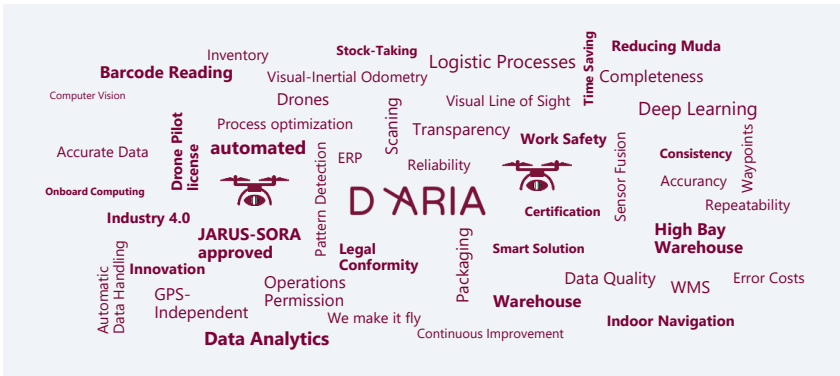 Inventory
Stock-Taking
Logistic Processes
Time Saving
Reducing Muda
Barcode Reading
Visual-Inertial Odometry
Completeness
Computer Vision
Drones
Scaning
Visual Line of Sight
Deep Learning
Process optimization
Transparency
Accurate Data
Drone Pilot
license
automated
Pattern Detection
ERP
Reliability
Work Safety
Sensor Fusion
Consistency
Waypoints
Onboard Computing
Accurancy
Industry 4.0
DARIA
Certification
Repeatability
JARUS-SORA
approved
Legal
Conformity
Packaging
Smart Solution
High Bay
Warehouse
Automatic
Data Handling
Innovation
GPS-
Independent
Operations
Permission
Data Quality
WMS
Error Costs
Warehouse
We make it fly
Indoor Navigation
Data Analytics
Continuous Improvement